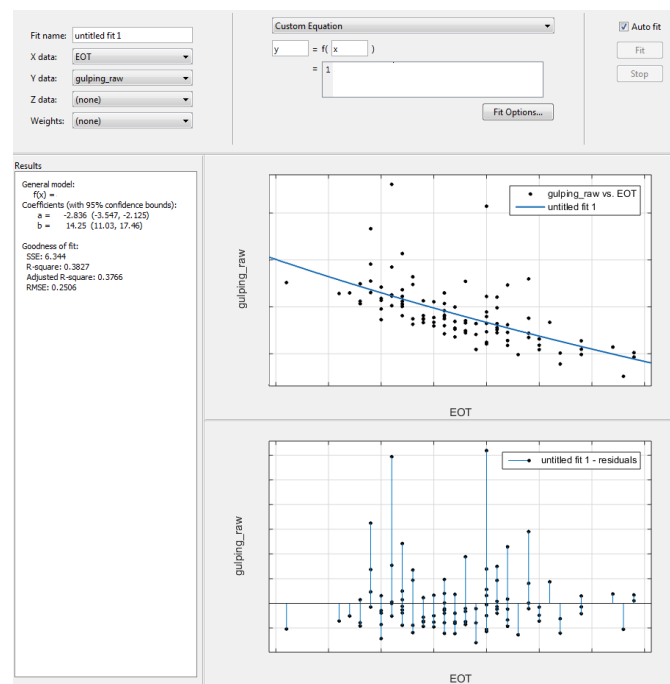 Fit name: untitled fit 1
X data: EOT
Y data: gulping_raw
Z data: (none)
Weights: (none)
Custom Equation
y = f( x )
= 1
Fit Options...
Auto fit
Fit
Stop
Results
General model:
f(x) =
Coefficients (with 95% confidence bounds):
a = -2.836 (-3.547, -2.125)
b = 14.25 (11.03, 17.46)
Goodness of fit:
SSE: 6.344
R-square: 0.3827
Adjusted R-square: 0.3766
RMSE: 0.2506
gulping_raw vs. EOT
untitled fit 1
gulping_raw
EOT
untitled fit 1 - residuals
gulping_raw
EOT